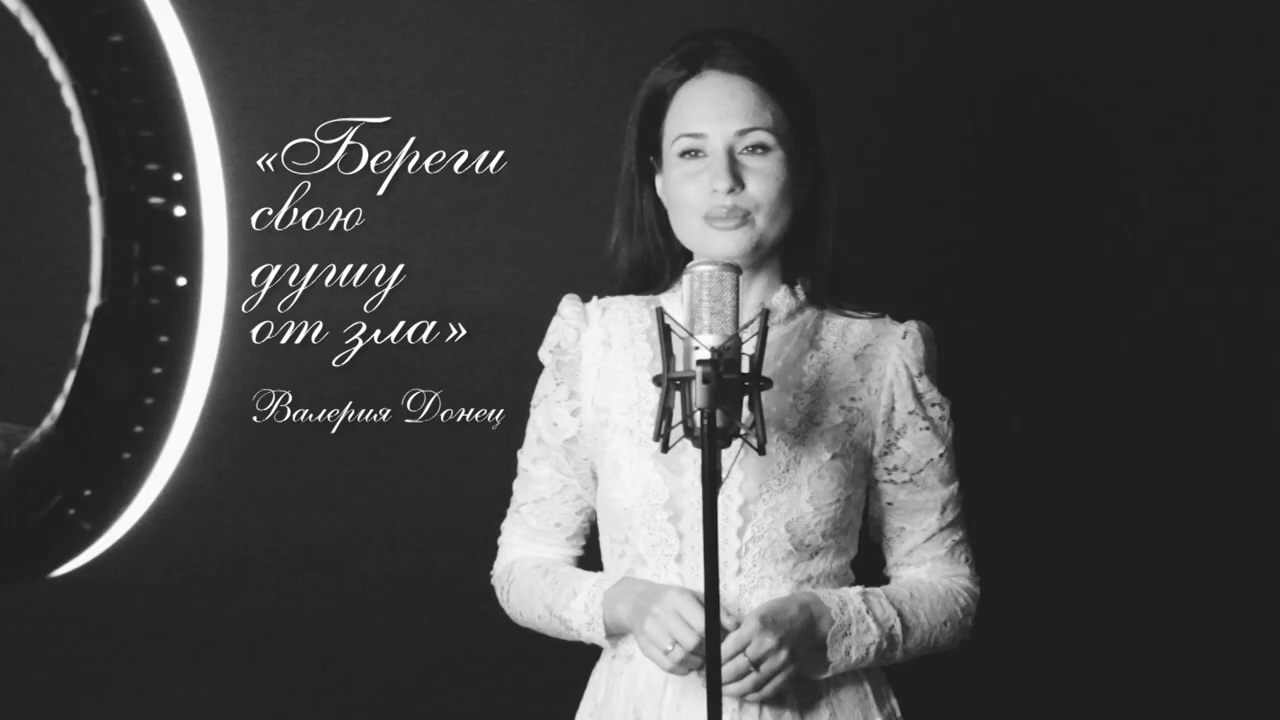 «Береги
свою
душу
от зла»
Валерия Донец